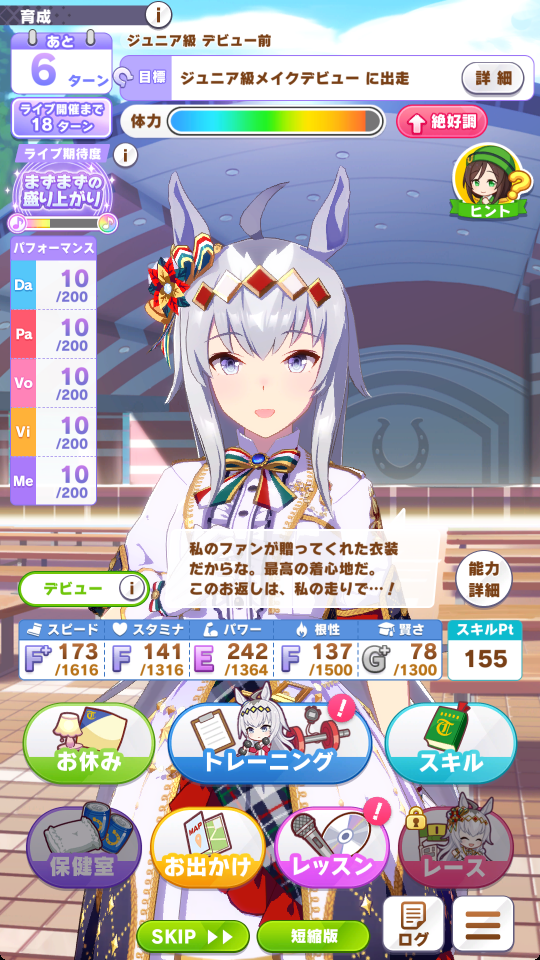 育成
i
あと
6 ターン
ジュニア級 デビュー前
目標
ジュニア級メイクデビュー に出走
詳細
ライブ開催まで
18 ターン
体力
絶好調
ライブ期待度
i
まずまずの
盛り上がり
ヒント
パフォーマンス
Da 10
/200
Pa 10
/200
Vo 10
/200
Vi 10
/200
Me 10
/200
私のファンが贈ってくれた衣装
だからな。最高の着心地だ。
このお返しは、私の走りで…!
デビュー i
能力
詳細
スピード スタミナ パワー 根性 賢さ スキルPt
F+ 173 F 141 E 242 F 137 G+ 78 155
/1616 /1316 /1364 /1500 /1300
お休み
トレーニング
スキル
保健室
MAP
お出かけ
レッスン
レース
SKIP
短縮版
ログ